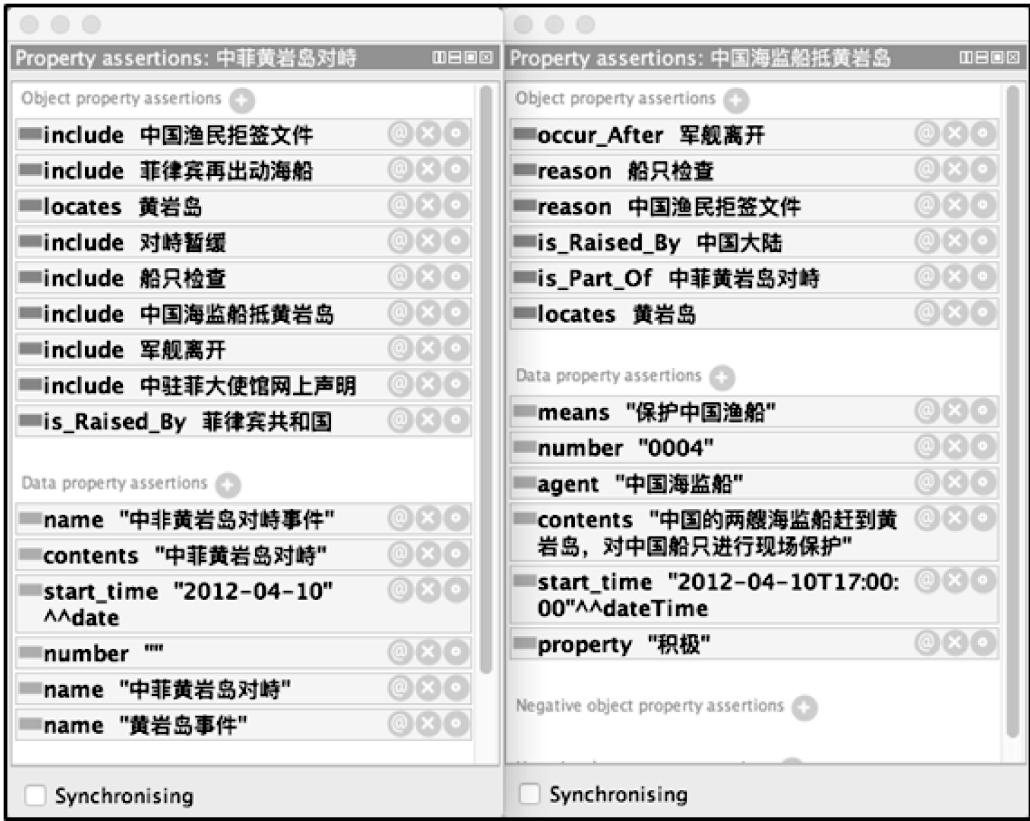 Property assertions: 中菲黄岩岛对峙
Object property assertions
include 中国渔民拒签文件
include 菲律宾再出动海船
locates 黄岩岛
include 对峙暂缓
include 船只检查
include 中国海监船抵黄岩岛
include 军舰离开
include 中驻菲大使馆网上声明
is_Raised_By 菲律宾共和国
Data property assertions
name "中非黄岩岛对峙事件"
contents "中菲黄岩岛对峙"
start_time "2012-04-10"
^^date
number ""
name "中菲黄岩岛对峙"
name "黄岩岛事件"
Synchronising
Property assertions: 中国海监船抵黄岩岛
Object property assertions
occur_After 军舰离开
reason 船只检查
reason 中国渔民拒签文件
is_Raised_By 中国大陆
is_Part_Of 中菲黄岩岛对峙
locates 黄岩岛
Data property assertions
means "保护中国渔船"
number "0004"
agent "中国海监船"
contents "中国的两艘海监船赶到黄
岩岛，对中国船只进行现场保护"
start_time "2012-04-10T17:00:
00"^^dateTime
property "积极"
Negative object property assertions
Synchronising